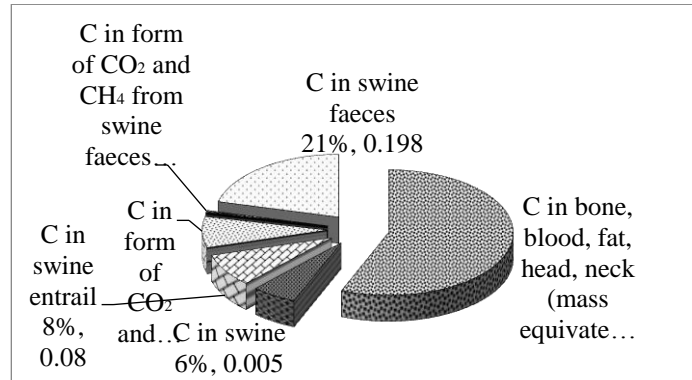 C in form
of CO₂ and
CH₄ from
swine
faeces…
C in swine
faeces
21%, 0.198
C in bone,
blood, fat,
head, neck
(mass
equivate…
C in
form
of
CO₂
and…
C in
swine
entrail
8%,
0.08
C in swine
6%, 0.005